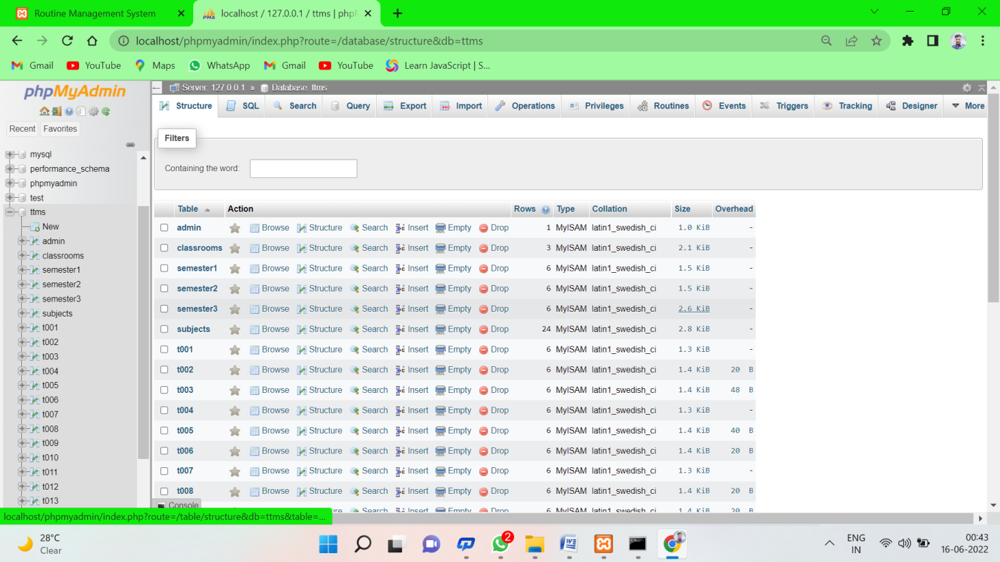 Routine Management System
localhost / 127.0.0.1 / ttms | phpM
localhost/phpmyadmin/index.php?route=/database/structure&db=ttms
Gmail YouTube Maps WhatsApp Gmail YouTube Learn JavaScript | S...
phpMyAdmin
Recent Favorites
mysql
performance_schema
phpmyadmin
test
ttms
New
admin
classrooms
semester1
semester2
semester3
subjects
t001
t002
t003
t004
t005
t006
t007
t008
t009
t010
t011
t012
t013
Server: 127.0.0.1 » Database: ttms
Structure SQL Search Query Export Import Operations Privileges Routines Events Triggers Tracking Designer More
Filters
Containing the word:
Table Action Rows Type Collation Size Overhead
admin Browse Structure Search Insert Empty Drop 1 MyISAM latin1_swedish_ci 1.0 KiB -
classrooms Browse Structure Search Insert Empty Drop 3 MyISAM latin1_swedish_ci 2.1 KiB -
semester1 Browse Structure Search Insert Empty Drop 6 MyISAM latin1_swedish_ci 1.5 KiB -
semester2 Browse Structure Search Insert Empty Drop 6 MyISAM latin1_swedish_ci 1.5 KiB -
semester3 Browse Structure Search Insert Empty Drop 6 MyISAM latin1_swedish_ci 2.6 KiB -
subjects Browse Structure Search Insert Empty Drop 24 MyISAM latin1_swedish_ci 2.8 KiB -
t001 Browse Structure Search Insert Empty Drop 6 MyISAM latin1_swedish_ci 1.3 KiB -
t002 Browse Structure Search Insert Empty Drop 6 MyISAM latin1_swedish_ci 1.4 KiB 20 B
t003 Browse Structure Search Insert Empty Drop 6 MyISAM latin1_swedish_ci 1.4 KiB 48 B
t004 Browse Structure Search Insert Empty Drop 6 MyISAM latin1_swedish_ci 1.3 KiB -
t005 Browse Structure Search Insert Empty Drop 6 MyISAM latin1_swedish_ci 1.4 KiB 40 B
t006 Browse Structure Search Insert Empty Drop 6 MyISAM latin1_swedish_ci 1.4 KiB 20 B
t007 Browse Structure Search Insert Empty Drop 6 MyISAM latin1_swedish_ci 1.3 KiB -
t008 Browse Structure Search Insert Empty Drop 6 MyISAM latin1_swedish_ci 1.4 KiB 20 B
Console Browse Structure Search Insert Empty Drop 6 MyISAM latin1_swedish_ci 1.4 KiB 20 B
localhost/phpmyadmin/index.php?route=/table/structure&db=ttms&table=...
28°C
Clear
2
ENG
IN
00:43
16-06-2022